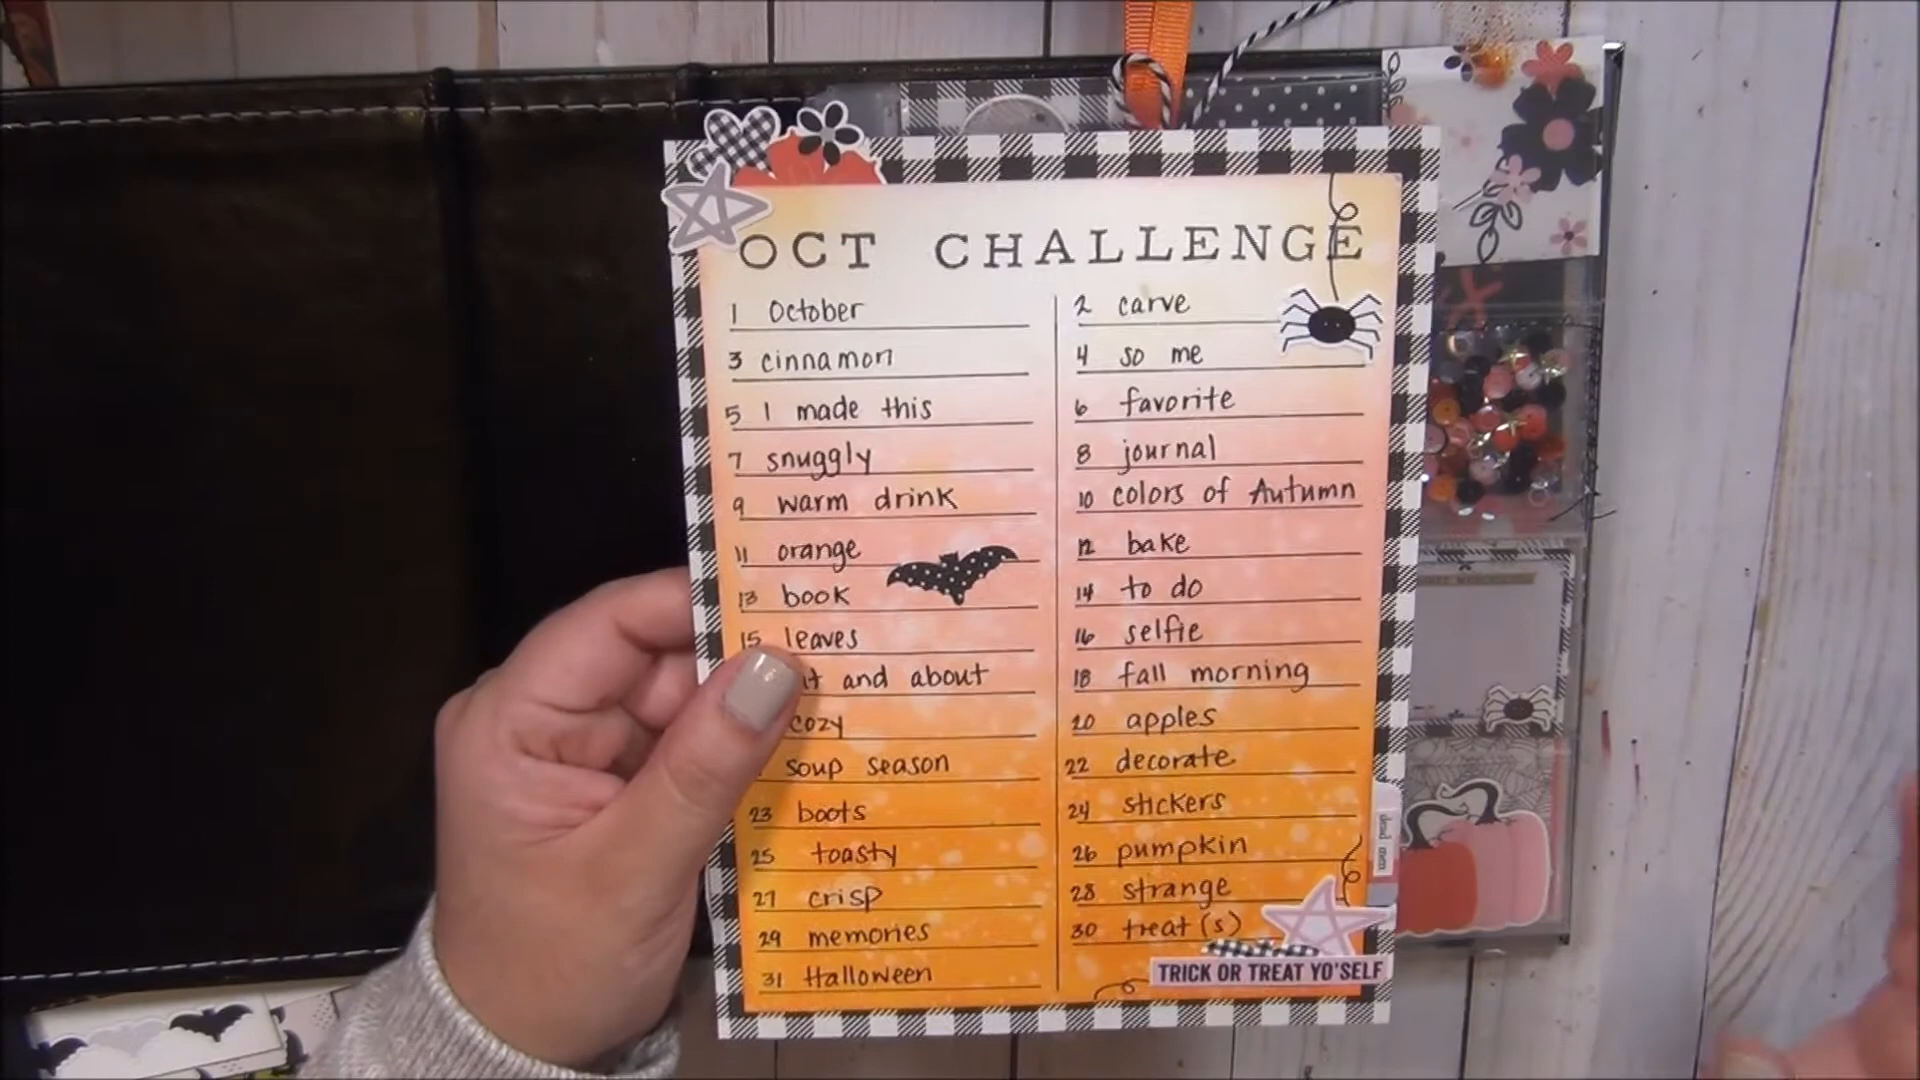 OCT CHALLENGE
1 October
2 carve
3 cinnamon
4 so me
5 I made this
6 favorite
7 snuggly
8 journal
9 warm drink
10 colors of Autumn
11 orange
12 bake
13 book
14 to do
15 leaves
16 selfie
and about
18 fall morning
cozy
20 apples
soup season
22 decorate
23 boots
24 stickers
25 toasty
26 pumpkin
27 crisp
28 strange
29 memories
30 treat(s)
31 Halloween
TRICK OR TREAT YO'SELF